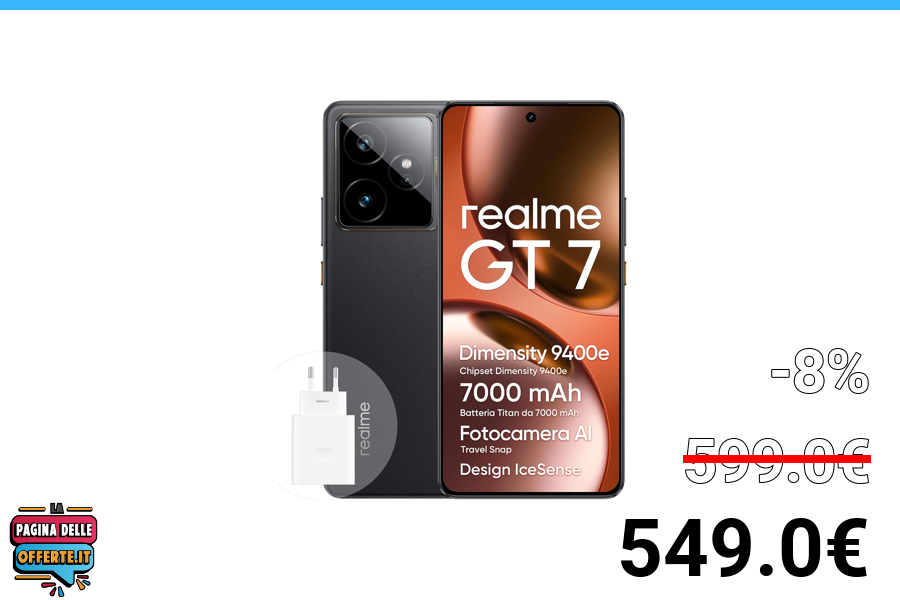 realme
GT 7
Dimensity 9400e
Chipset Dimensity 9400e
7000 mAh
Batteria Titan da 7000 mAh
Fotocamera AI
Travel Snap
Design IceSense
realme
-8%
599.0€
549.0€
LA
PAGINA DELLE
OFFERTE.IT